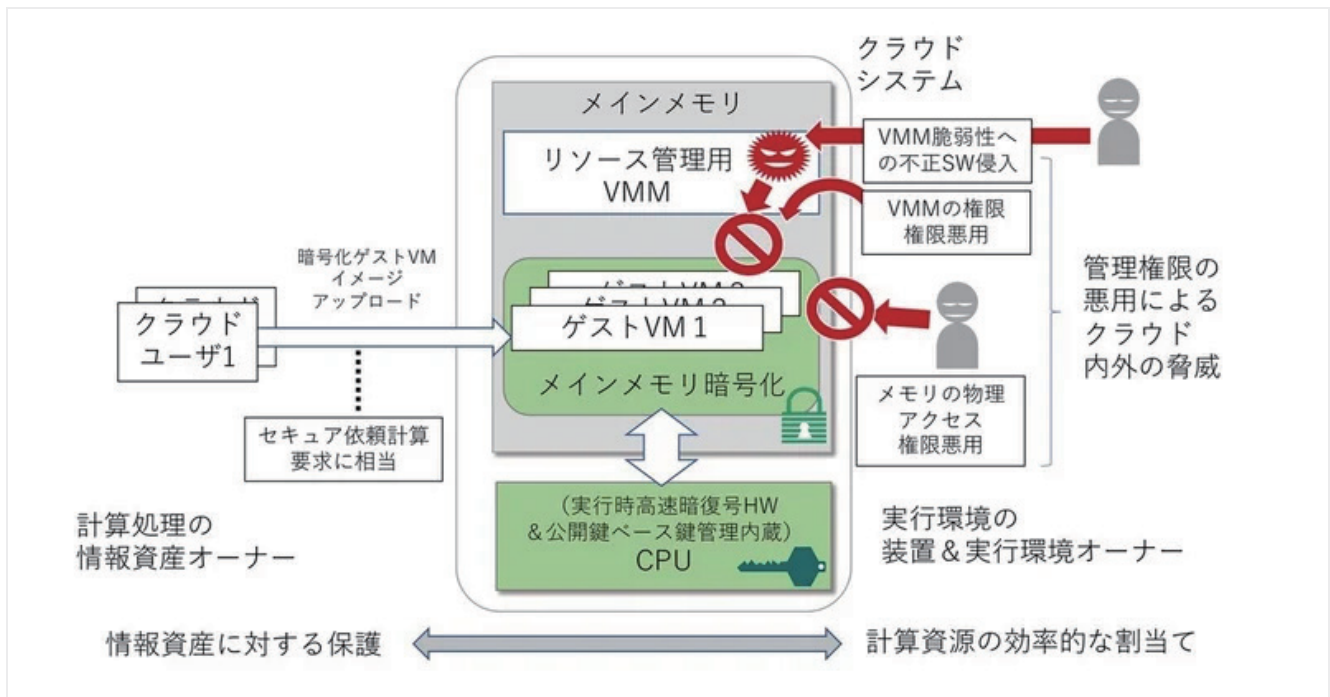 クラウド
システム
メインメモリ
リソース管理用
VMM
VMM脆弱性へ
の不正SW侵入
VMMの権限
権限悪用
暗号化ゲストVM
イメージ
アップロード
クラウド
ユーザ1
ゲストVM 1
メインメモリ暗号化
管理権限の
悪用による
クラウド
内外の脅威
メモリの物理
アクセス
権限悪用
セキュア依頼計算
要求に相当
計算処理の
情報資産オーナー
（実行時高速暗復号HW
＆公開鍵ベース鍵管理内蔵）
CPU
実行環境の
装置＆実行環境オーナー
情報資産に対する保護
計算資源の効率的な割当て